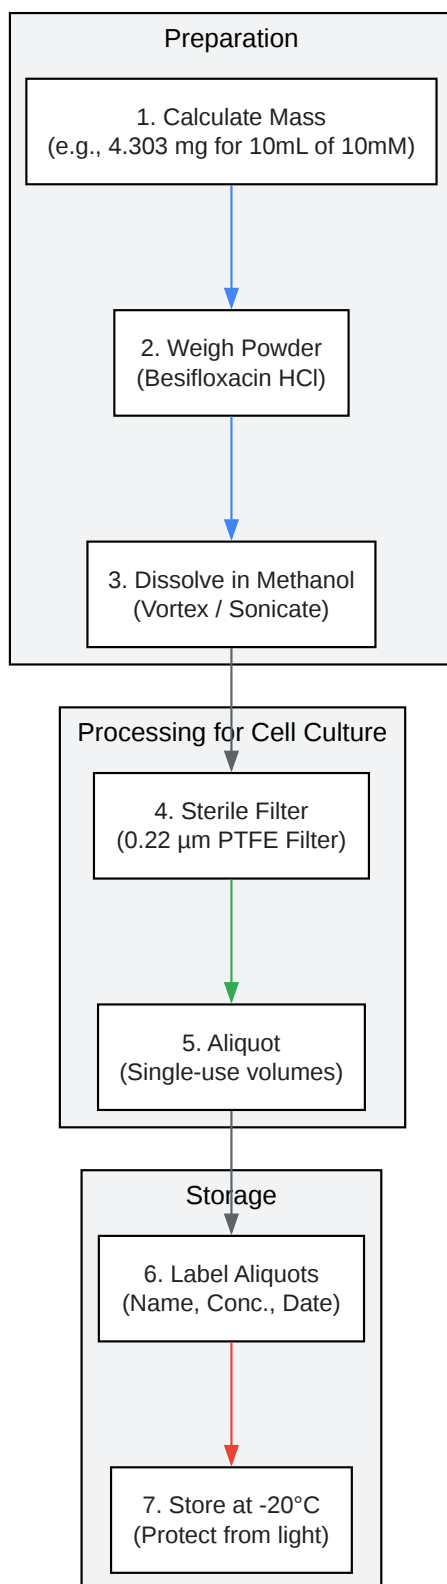 Preparation
1. Calculate Mass
(e.g., 4.303 mg for 10mL of 10mM)
2. Weigh Powder
(Besifloxacin HCl)
3. Dissolve in Methanol
(Vortex / Sonicate)
Processing for Cell Culture
4. Sterile Filter
(0.22 µm PTFE Filter)
5. Aliquot
(Single-use volumes)
Storage
6. Label Aliquots
(Name, Conc., Date)
7. Store at -20°C
(Protect from light)